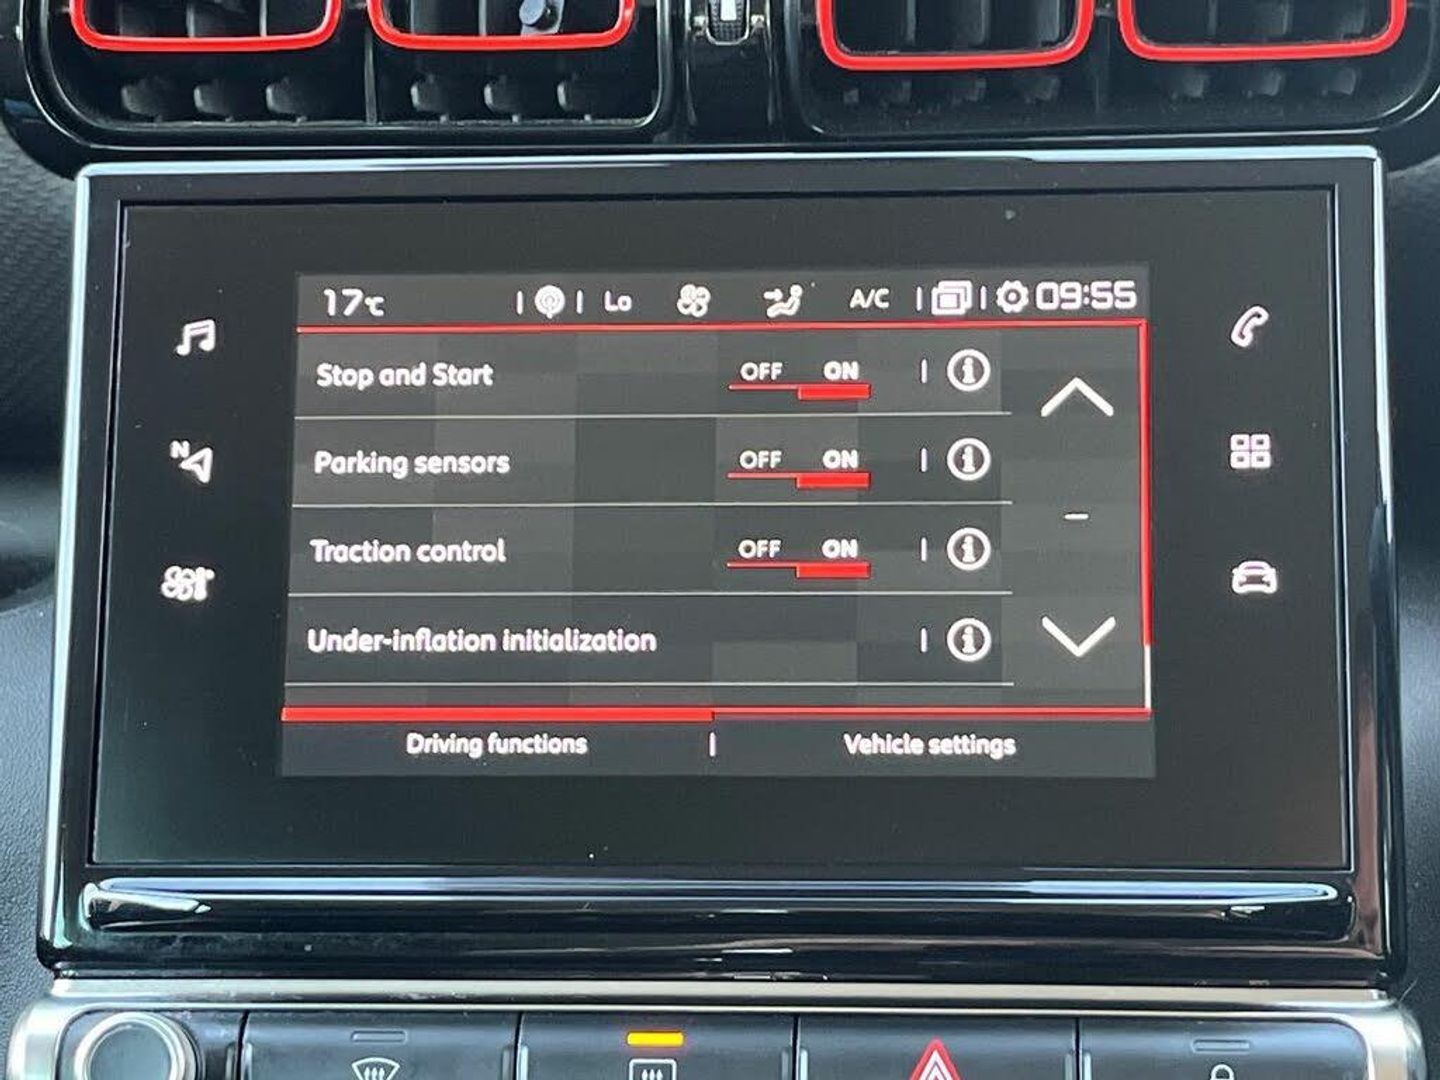 17°C Lo A/C 09:55
Stop and Start OFF ON
Parking sensors OFF ON
Traction control OFF ON
Under-inflation initialization
Driving functions Vehicle settings
N